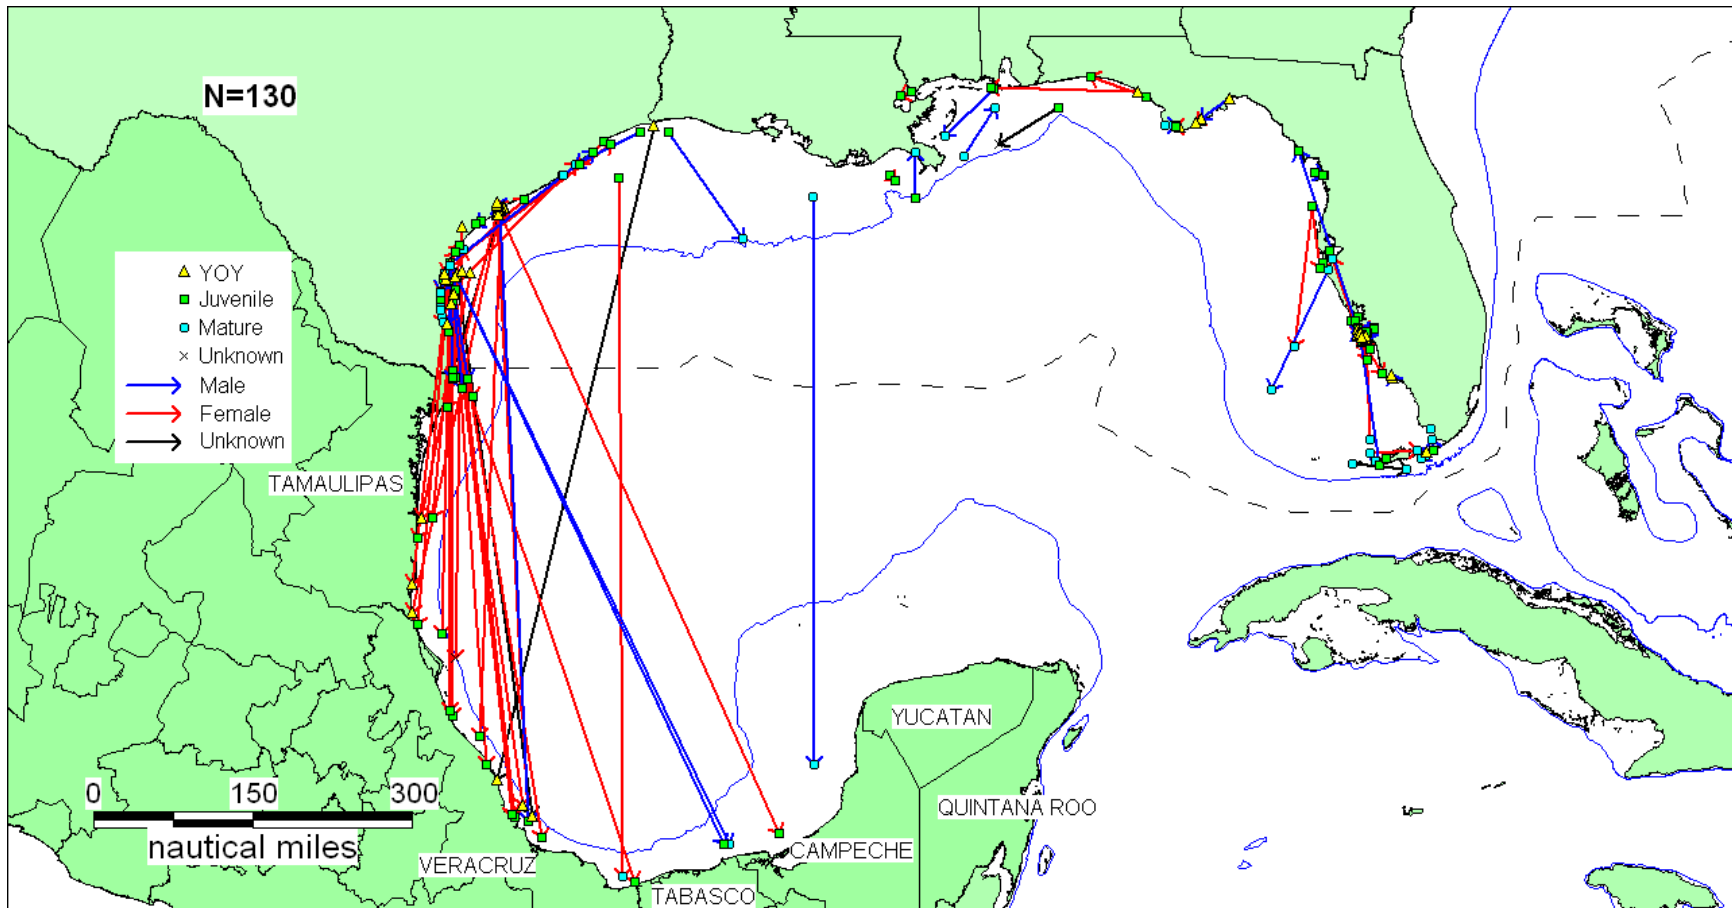 N=130
YOY
Juvenile
Mature
Unknown
Male
Female
Unknown
TAMAULIPAS
YUCATAN
0 150 300
nautical miles
QUINTANA ROO
VERACRUZ
CAMPECHE
TABASCO